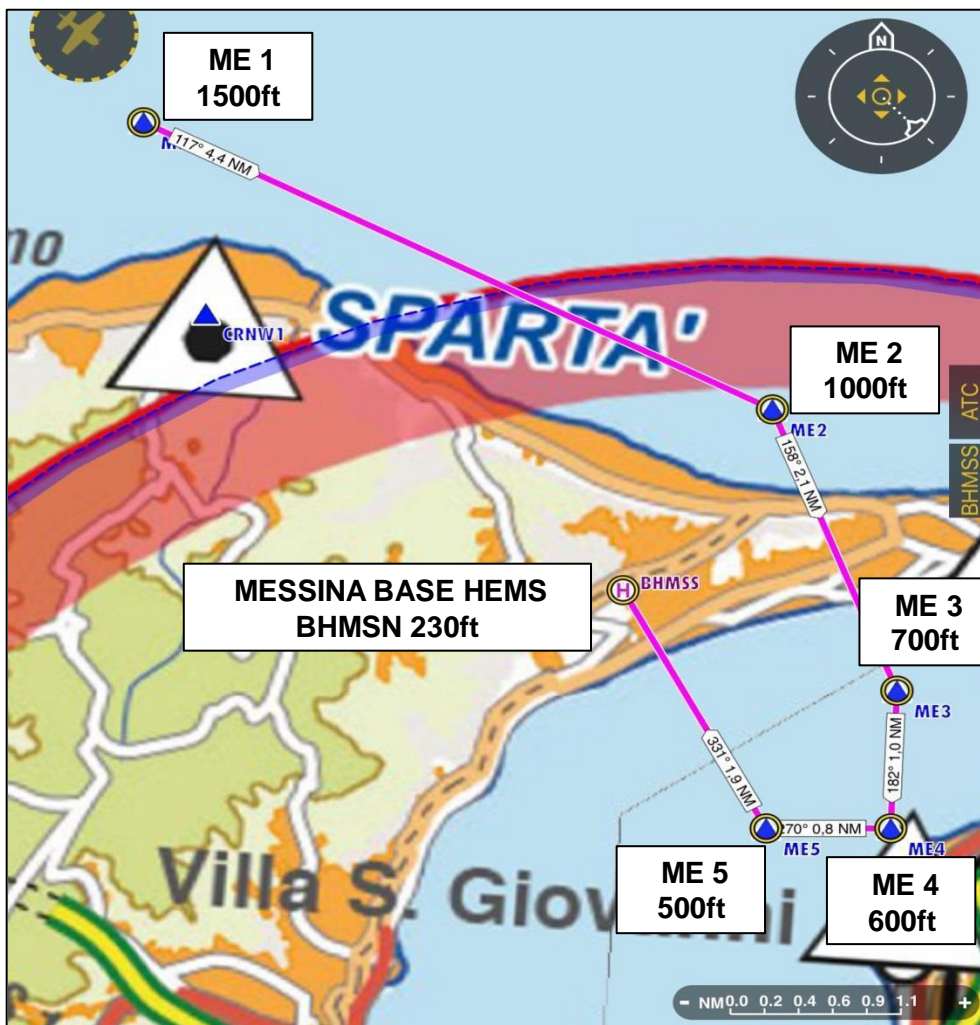 ME 1
1500ft
N
117° 4,4 NM
CRNW1
SPARTA'
ME 2
1000ft
ME2
ATC
158° 2,1 NM
BHMSS
BHMSS
H
MESSINA BASE HEMS
BHMSN 230ft
ME 3
700ft
ME3
331° 1.9 NM
182° 1,0 NM
270° 0,8 NM
ME5
ME4
Villa S. Giovanni
ME 5
500ft
ME 4
600ft
- NM 0.0 0.2 0.4 0.6 0.9 1.1 +